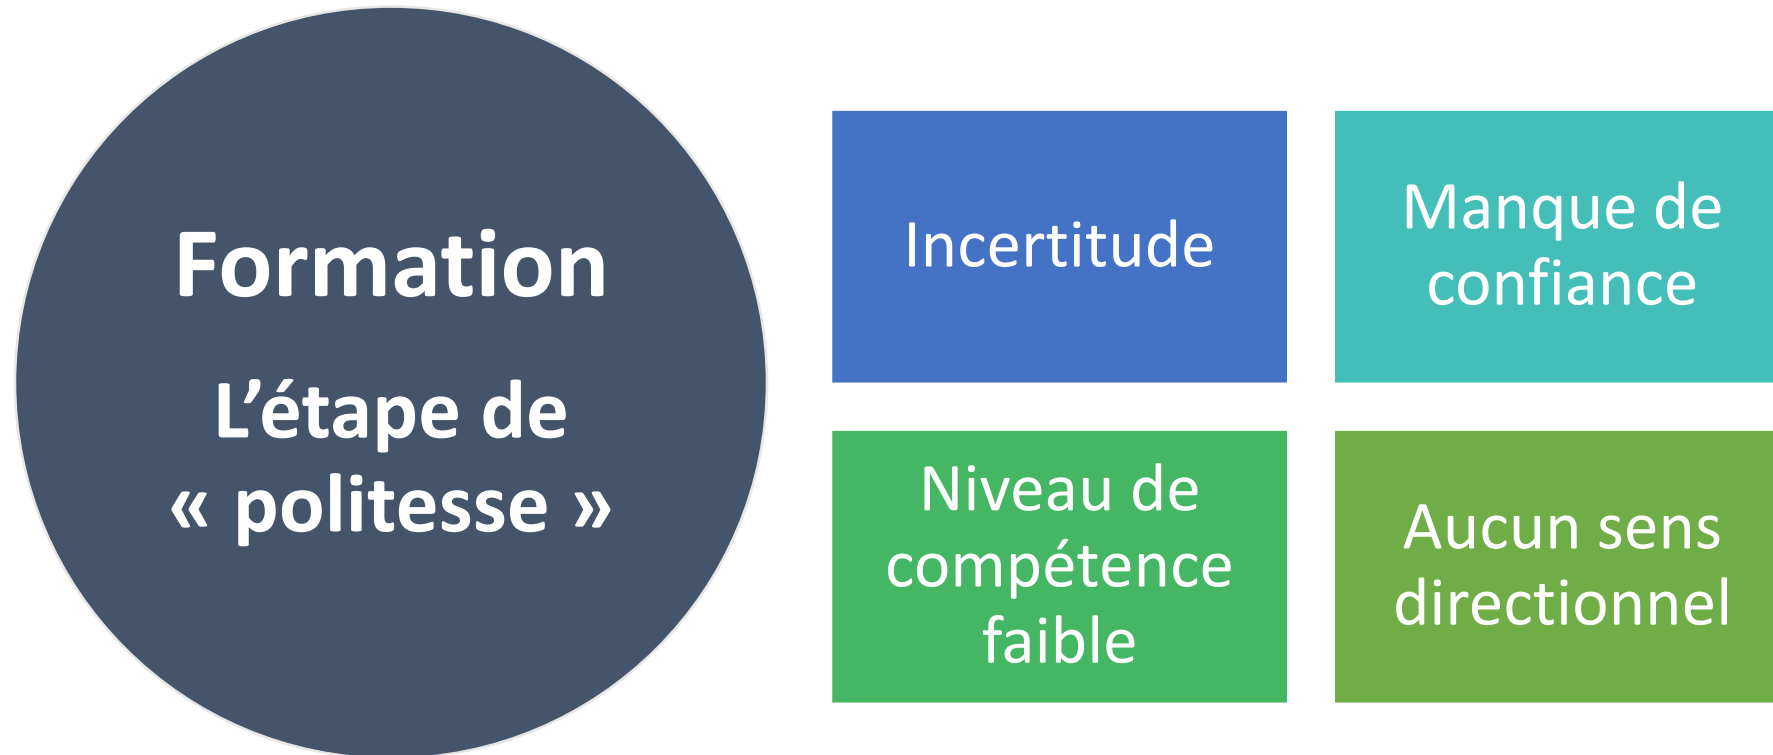 Formation
L’étape de
« politesse »
Incertitude
Manque de
confiance
Niveau de
compétence
faible
Aucun sens
directionnel